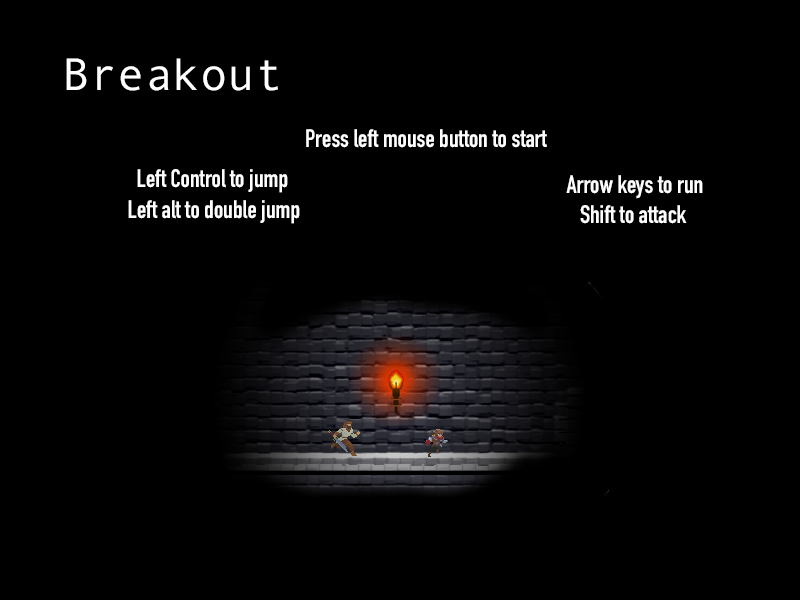 Breakout
Press left mouse button to start
Left Control to jump
Left alt to double jump
Arrow keys to run
Shift to attack